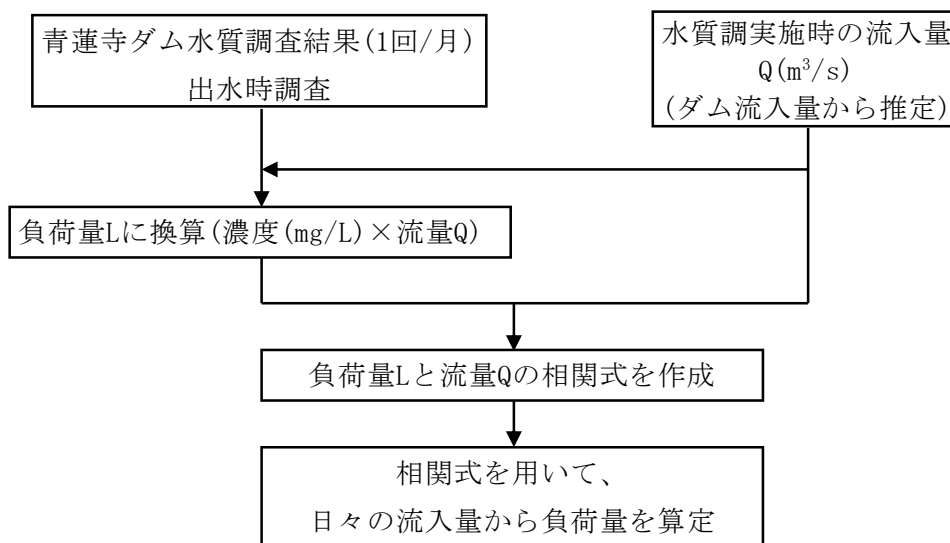 青蓮寺ダム水質調査結果(1回/月)
出水時調査
水質調実施時の流入量
Q(m³/s)
(ダム流入量から推定)
負荷量Lに換算(濃度(mg/L)×流量Q)
負荷量Lと流量Qの相関式を作成
相関式を用いて、
日々の流入量から負荷量を算定